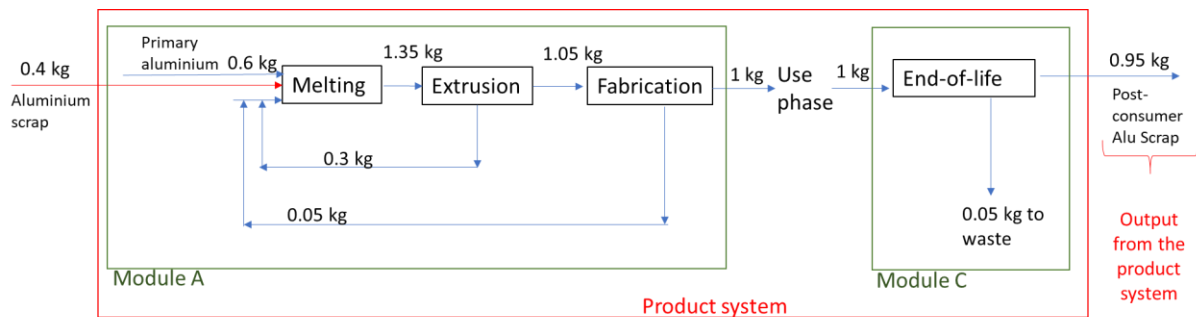 0.4 kg
Aluminium
scrap
Primary
aluminium
0.6 kg
Melting
1.35 kg
Extrusion
1.05 kg
Fabrication
1 kg
Use
phase
1 kg
End-of-life
0.95 kg
Post-
consumer
Alu Scrap
0.3 kg
0.05 kg
0.05 kg to
waste
Output
from the
product
system
Module A
Module C
Product system